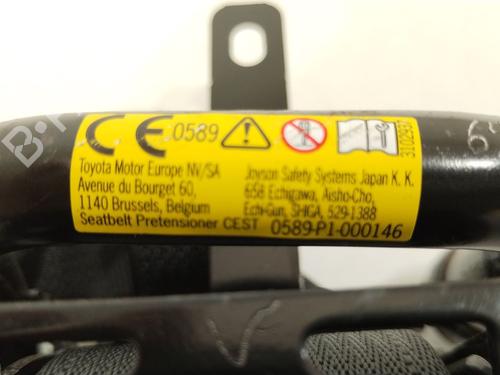 CE 0589
3102937
Toyota Motor Europe NV/SA
Avenue du Bourget 60,
1140 Brussels, Belgium
Seatbelt Pretensioner CEST
Joyson Safety Systems Japan K. K.
658 Echigawa, Aisho-Cho,
Echi-Gun, SHIGA, 529-1388
0589-P1-000146